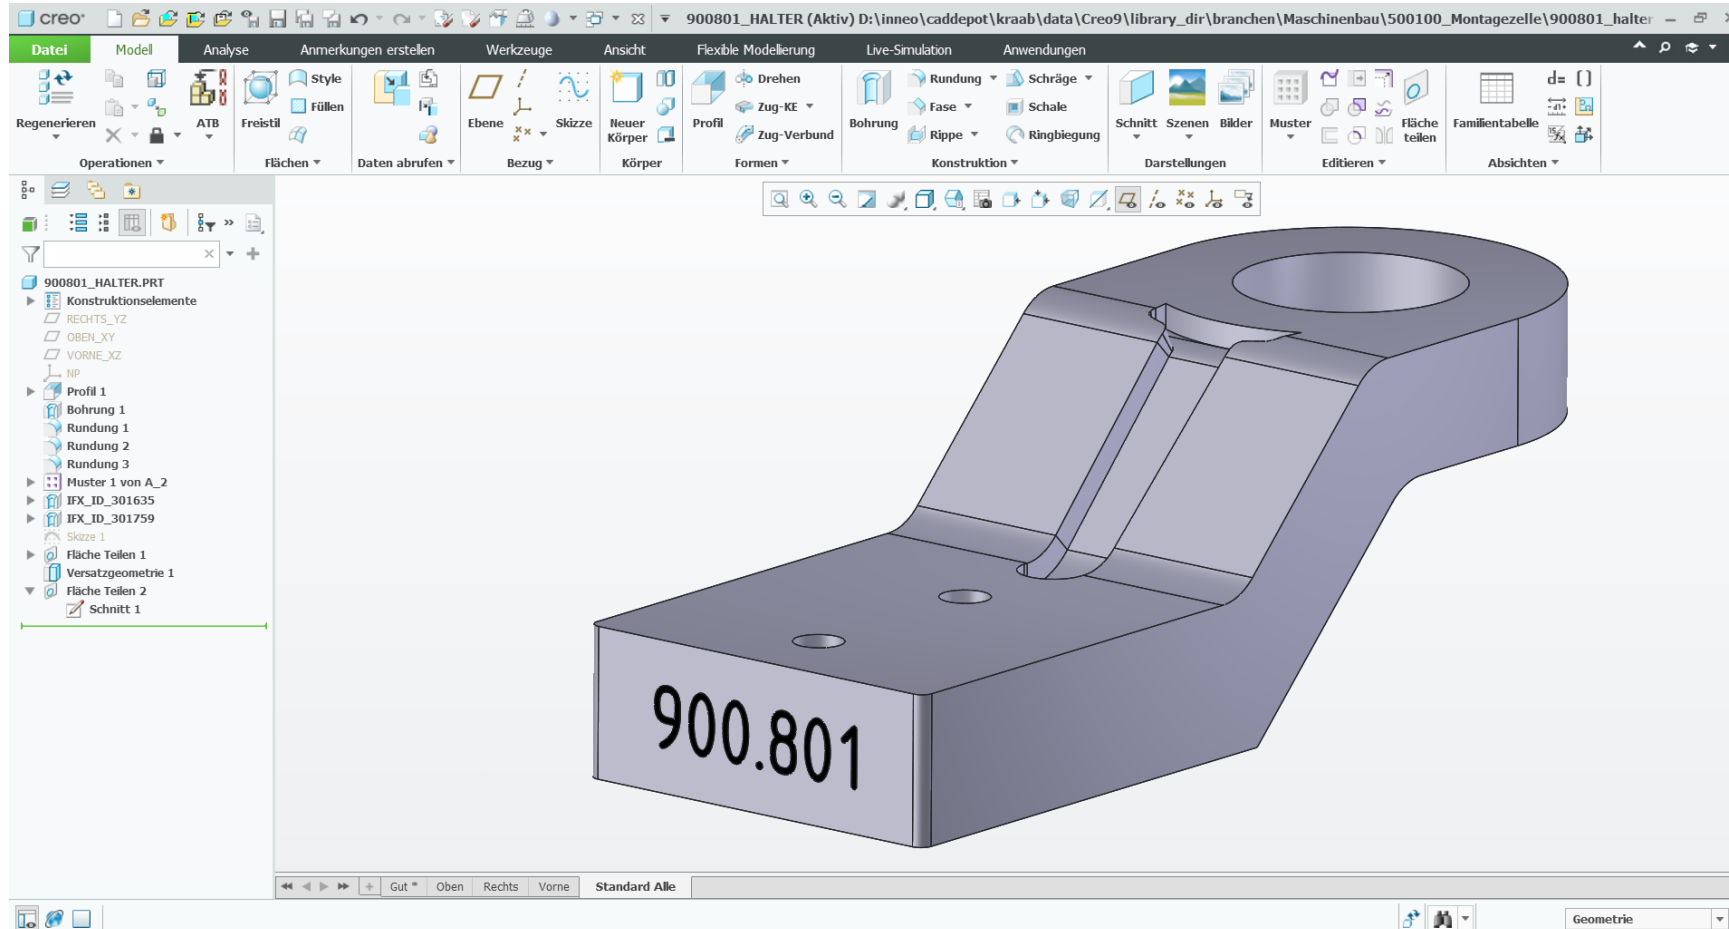 creo®
900801_HALTER (Aktiv) D:\inneo\caddepot\kraab\data\Creo9\library_dir\branchen\Maschinenbau\500100_Montagezelle\900801_halter
Datei Modell Analyse Anmerkungen erstellen Werkzeuge Ansicht Flexible Modellierung Live-Simulation Anwendungen
Regenerieren
ATB
Operationen
Freistil
Style
Füllen
Flächen
Daten abrufen
Ebene
Skizze
Bezug
Neuer
Körper
Körper
Profil
Drehen
Zug-KE
Zug-Verbund
Formen
Bohrung
Rundung
Fase
Rippe
Schräge
Schale
Ringbiegung
Konstruktion
Schnitt
Szenen
Bilder
Darstellungen
Muster
Fläche
teilen
Editieren
Familientabelle
d=
Absichten
900801_HALTER.PRT
Konstruktionselemente
RECHTS_YZ
OBEN_XY
VORNE_XZ
NP
Profil 1
Bohrung 1
Rundung 1
Rundung 2
Rundung 3
Muster 1 von A_2
IFX_ID_301635
IFX_ID_301759
Skizze 1
Fläche Teilen 1
Versatzgeometrie 1
Fläche Teilen 2
Schnitt 1
900.801
Gut * Oben Rechts Vorne Standard Alle
Geometrie